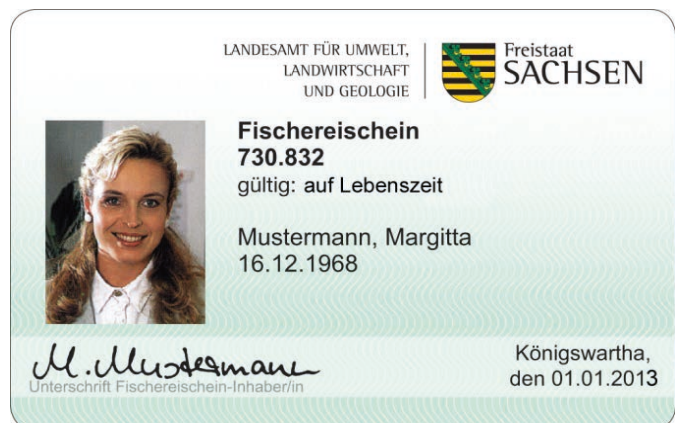 LANDESAMT FÜR UMWELT,
LANDWIRTSCHAFT
UND GEOLOGIE
Freistaat
SACHSEN
Fischereischein
730.832
gültig: auf Lebenszeit
Mustermann, Margitta
16.12.1968
M. Mustermann
Unterschrift Fischereischein-Inhaber/in
Königswartha,
den 01.01.2013